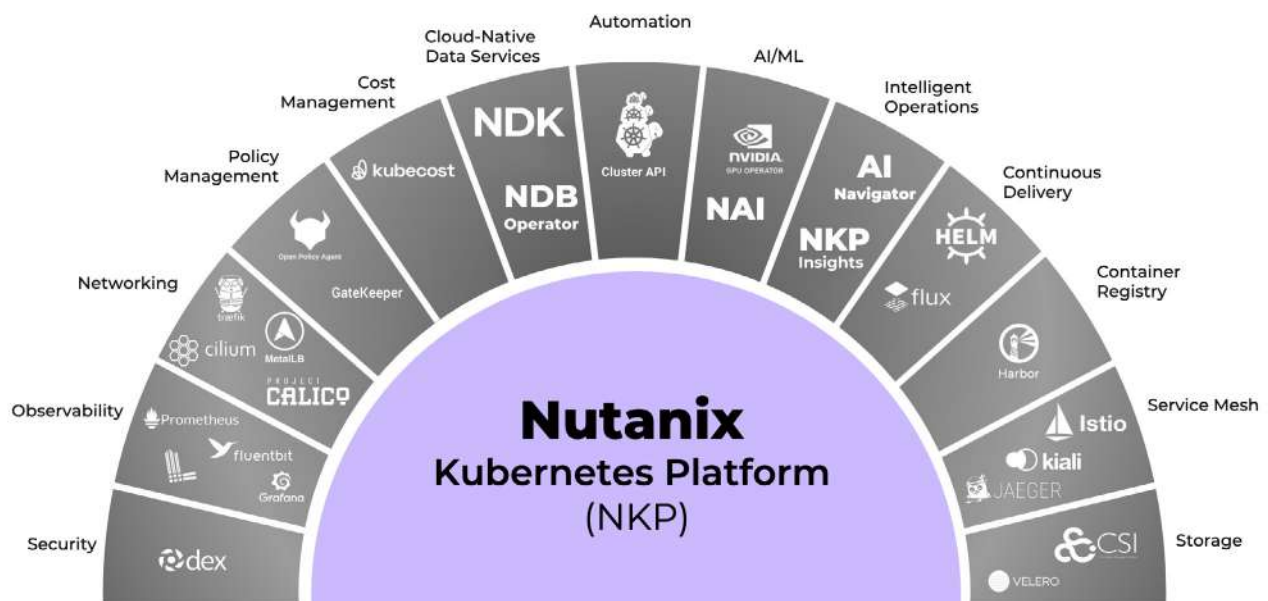 Automation
Cloud-Native
Data Services
AI/ML
Cost
Management
Intelligent
Operations
Policy
Management
Continuous
Delivery
Networking
Container
Registry
Observability
Service Mesh
Security
Storage
NDK
NDB
Operator
Cluster API
NVIDIA
GPU OPERATOR
NAI
AI
Navigator
NKP
Insights
kubecost
HELM
flux
Open Policy Agent
GateKeeper
træfik
cilium
MetalLB
PROJECT
CALICO
Harbor
Prometheus
fluentbit
Grafana
Istio
kiali
JAEGER
dex
CSI
VELERO
Nutanix
Kubernetes Platform
(NKP)